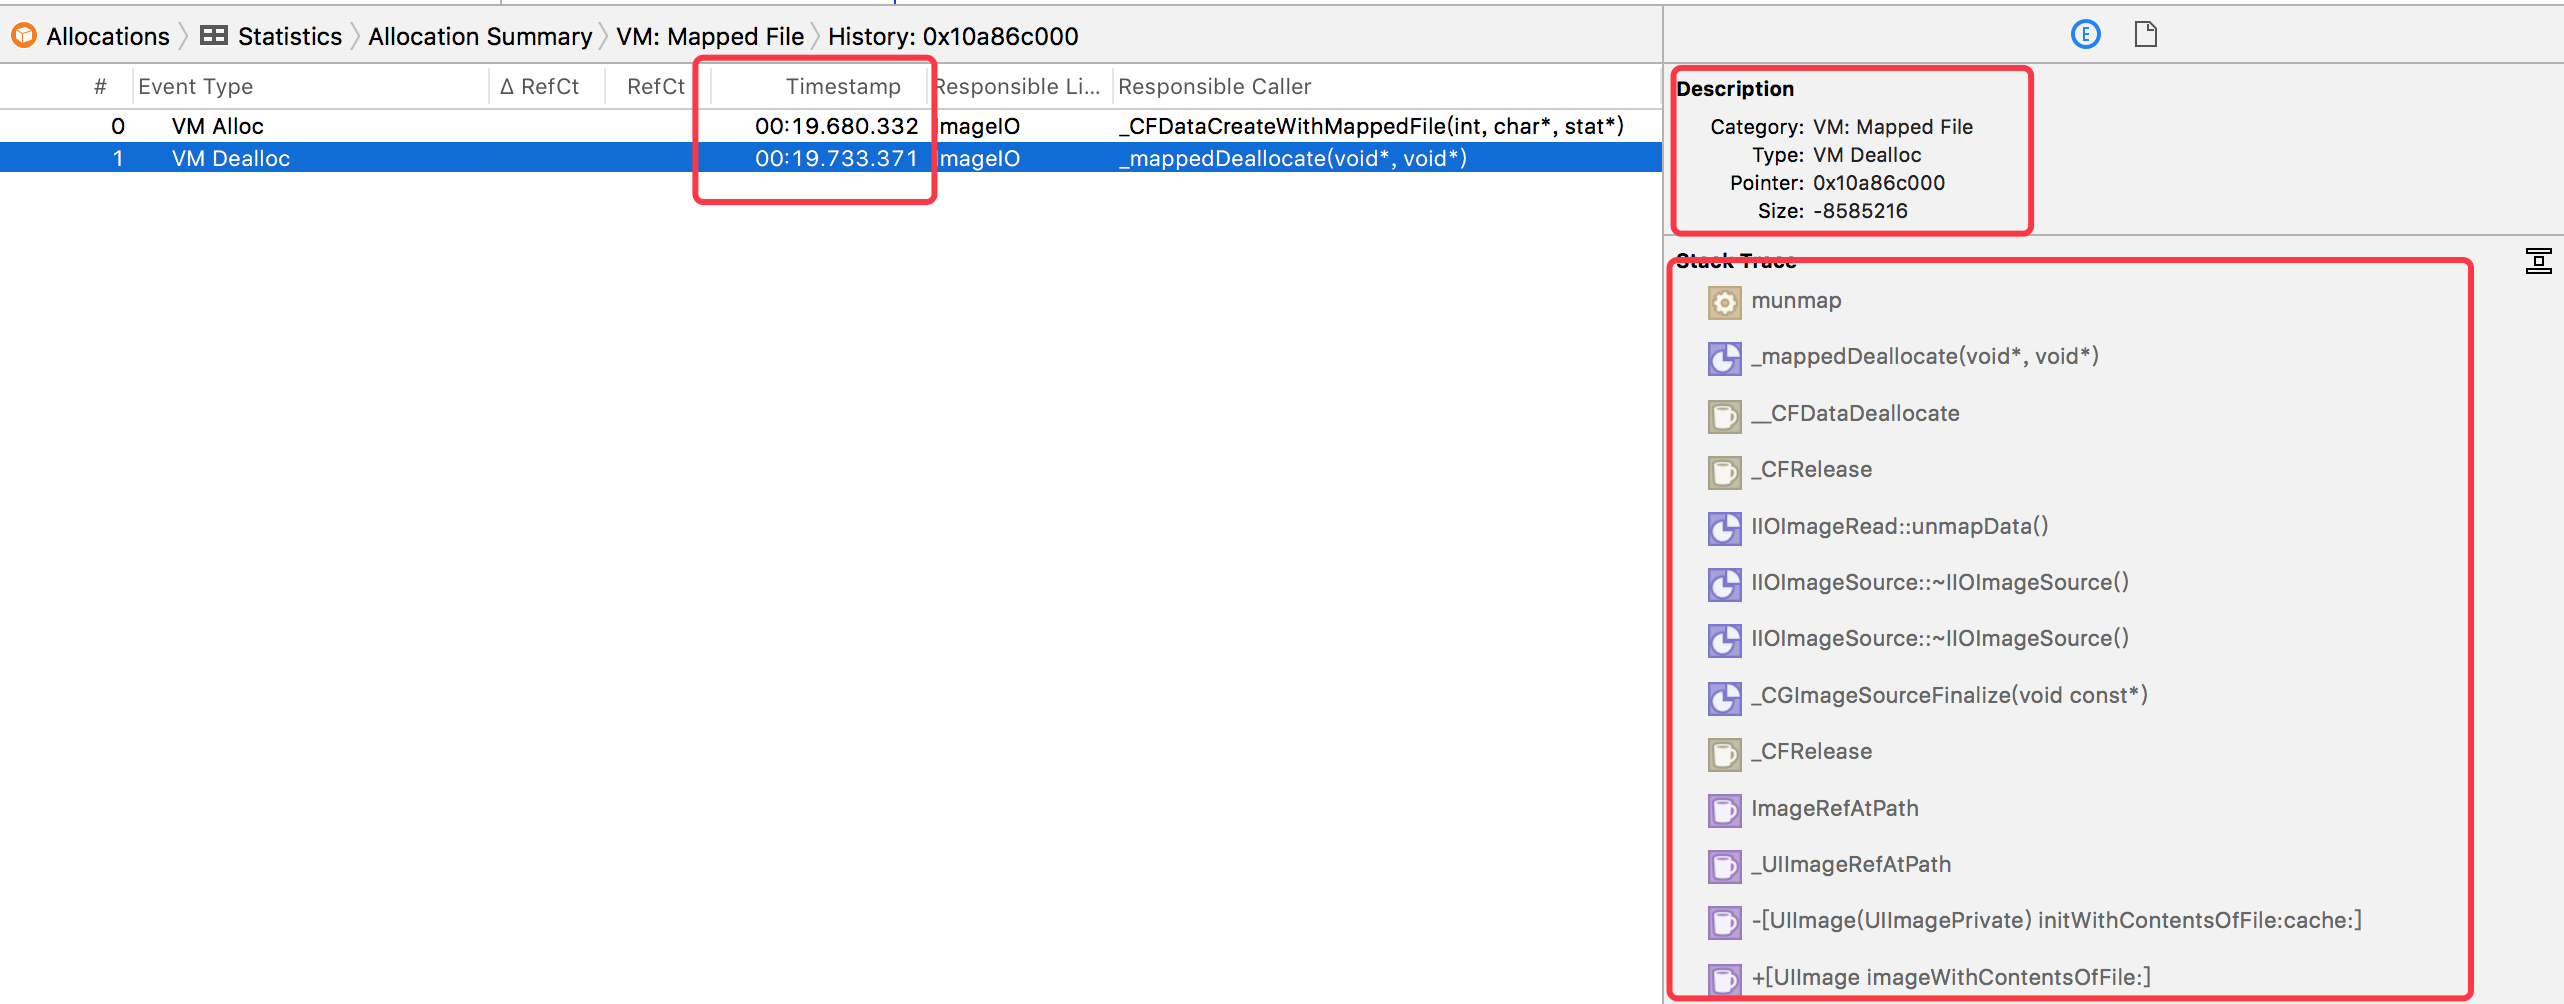 Allocations Statistics Allocation Summary VM: Mapped File History: 0x10a86c000
# Event Type Δ RefCt RefCt Timestamp Responsible Li... Responsible Caller
0 VM Alloc 00:19.680.332 ImageIO _CFDataCreateWithMappedFile(int, char*, stat*)
1 VM Dealloc 00:19.733.371 ImageIO _mappedDeallocate(void*, void*)
E
Description
Category: VM: Mapped File
Type: VM Dealloc
Pointer: 0x10a86c000
Size: -8585216
Stack Trace
munmap
_mappedDeallocate(void*, void*)
__CFDataDeallocate
_CFRelease
IIOImageRead::unmapData()
IIOImageSource::~IIOImageSource()
IIOImageSource::~IIOImageSource()
_CGImageSourceFinalize(void const*)
_CFRelease
ImageRefAtPath
_UIImageRefAtPath
-[UIImage(UIImagePrivate) initWithContentsOfFile:cache:]
+[UIImage imageWithContentsOfFile:]